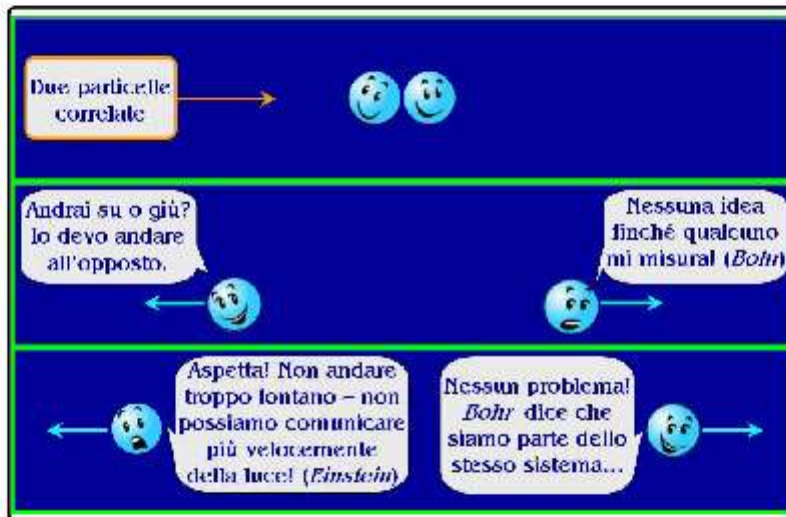 Due particelle
correlate
Andrai su o giù?
Io devo andare
all'opposto.
Nessuna idea
finché qualcuno
mi misura! (Bohr)
Aspetta! Non andare
troppo lontano – non
possiamo comunicare
più velocemente
della luce! (Einstein)
Nessun problema!
Bohr dice che
siamo parte dello
stesso sistema...